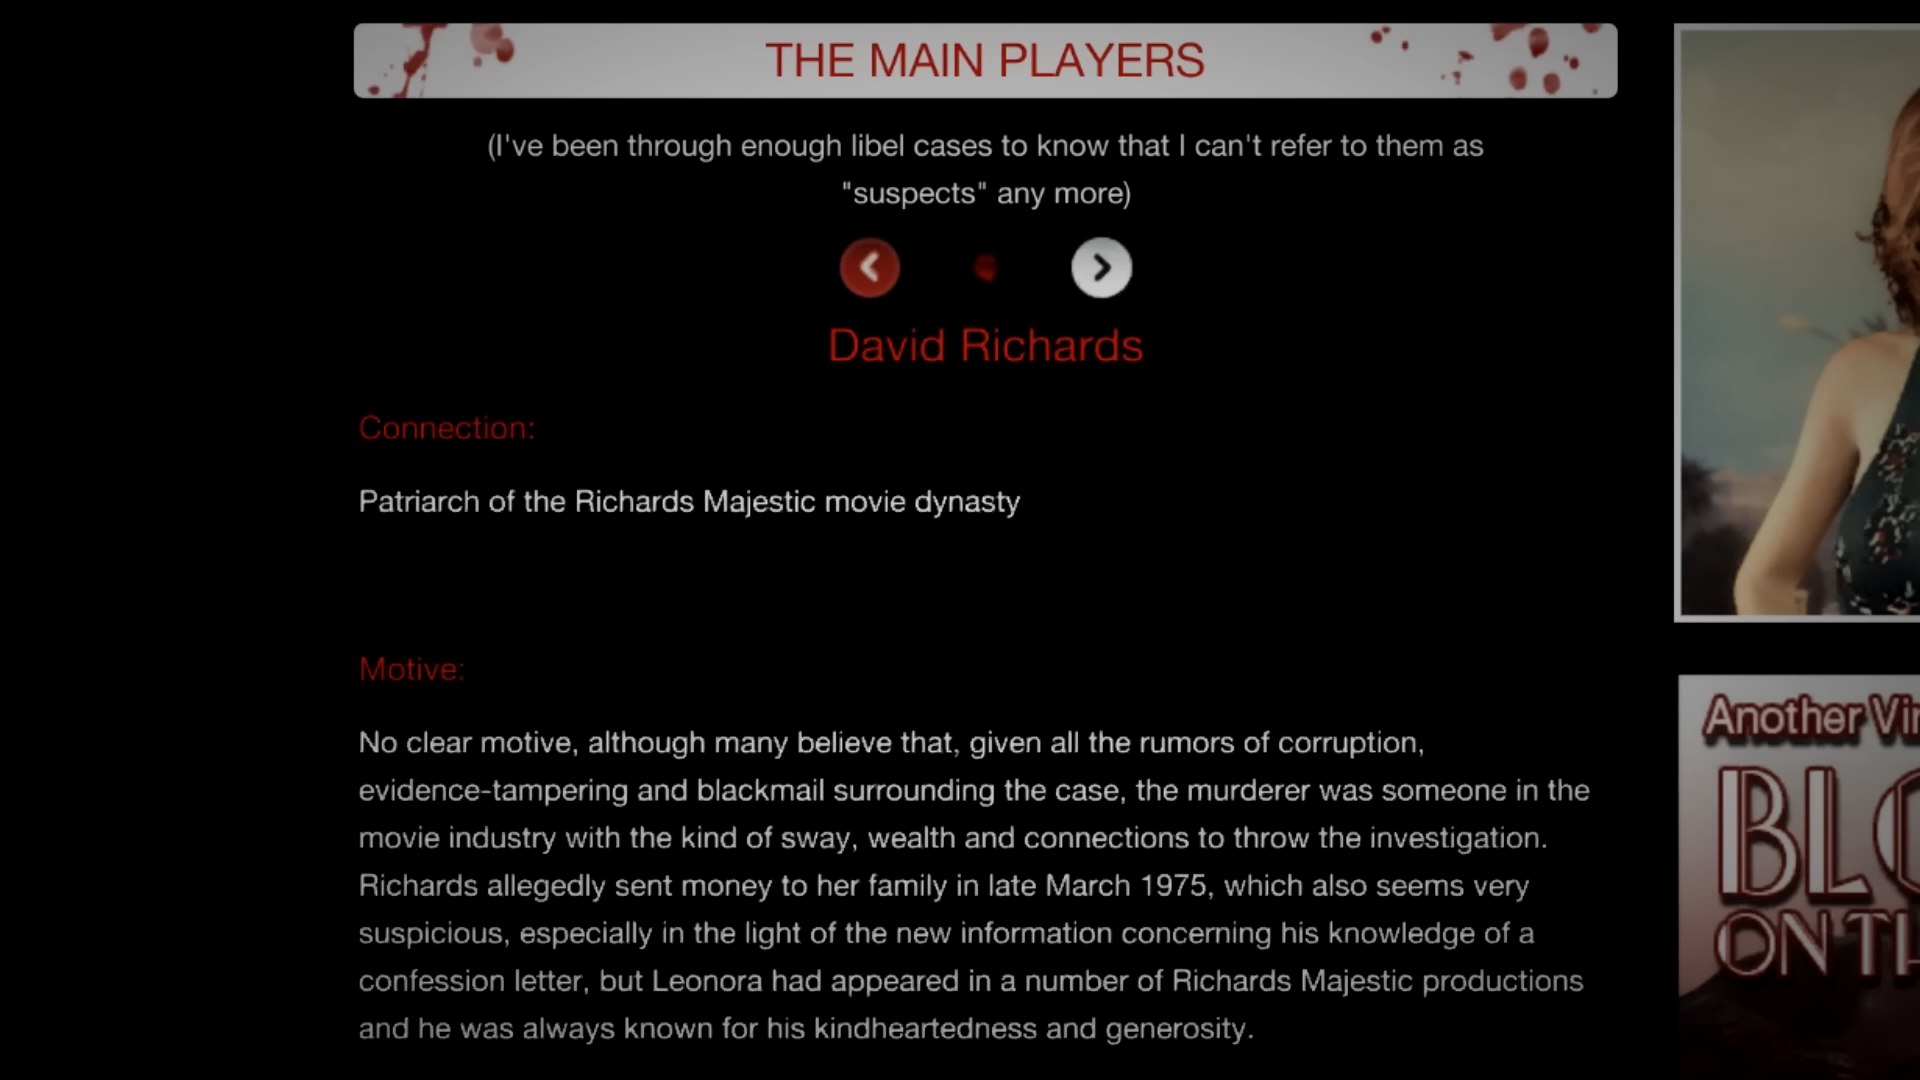 THE MAIN PLAYERS
(I've been through enough libel cases to know that I can't refer to them as
"suspects" any more)
David Richards
Connection:
Patriarch of the Richards Majestic movie dynasty
Motive:
No clear motive, although many believe that, given all the rumors of corruption,
evidence-tampering and blackmail surrounding the case, the murderer was someone in the
movie industry with the kind of sway, wealth and connections to throw the investigation.
Richards allegedly sent money to her family in late March 1975, which also seems very
suspicious, especially in the light of the new information concerning his knowledge of a
confession letter, but Leonora had appeared in a number of Richards Majestic productions
and he was always known for his kindheartedness and generosity.
Another
ON